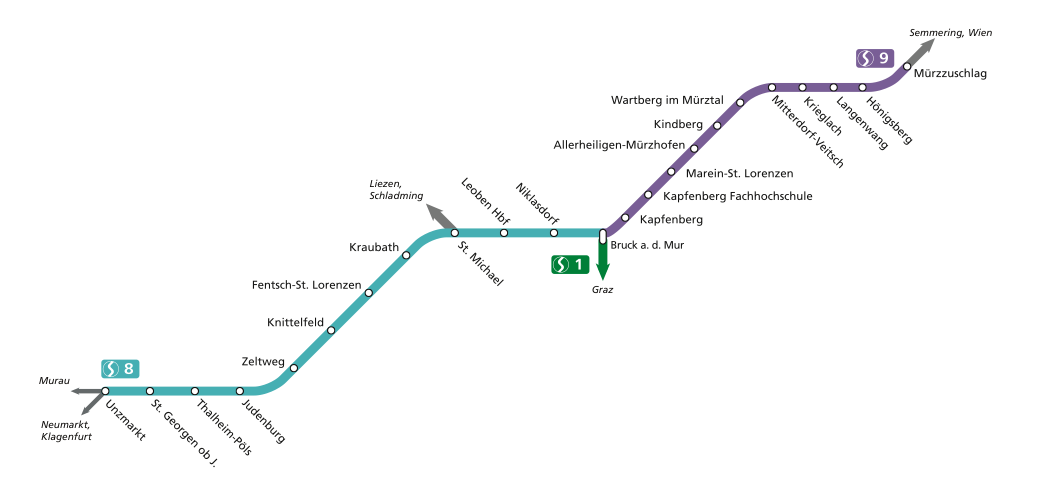 Semmering, Wien
S 9
Mürzzuschlag
Hönigsberg
Langenwang
Krieglach
Mitterdorf-Veitsch
Wartberg im Mürztal
Kindberg
Allerheiligen-Mürzhofen
Marein-St. Lorenzen
Kapfenberg Fachhochschule
Kapfenberg
Bruck a. d. Mur
S 1
Graz
Niklasdorf
Leoben Hbf
St. Michael
Liezen,
Schladming
Kraubath
Fentsch-St. Lorenzen
Knittelfeld
Zeltweg
Judenburg
Thalheim-Pöls
St. Georgen ob J.
Unzmarkt
S 8
Murau
Neumarkt,
Klagenfurt